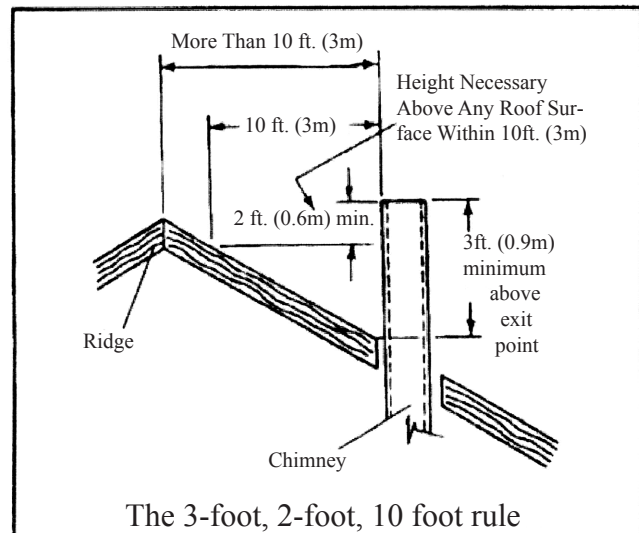 More Than 10 ft. (3m)
Height Necessary
Above Any Roof Sur-
face Within 10ft. (3m)
10 ft. (3m)
2 ft. (0.6m) min.
3ft. (0.9m)
minimum
above
exit
point
Ridge
Chimney
The 3-foot, 2-foot, 10 foot rule